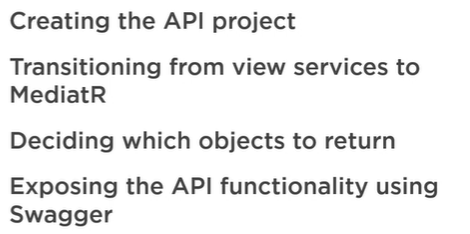 Creating the API project
Transitioning from view services to
MediatR
Deciding which objects to return
Exposing the API functionality using
Swagger